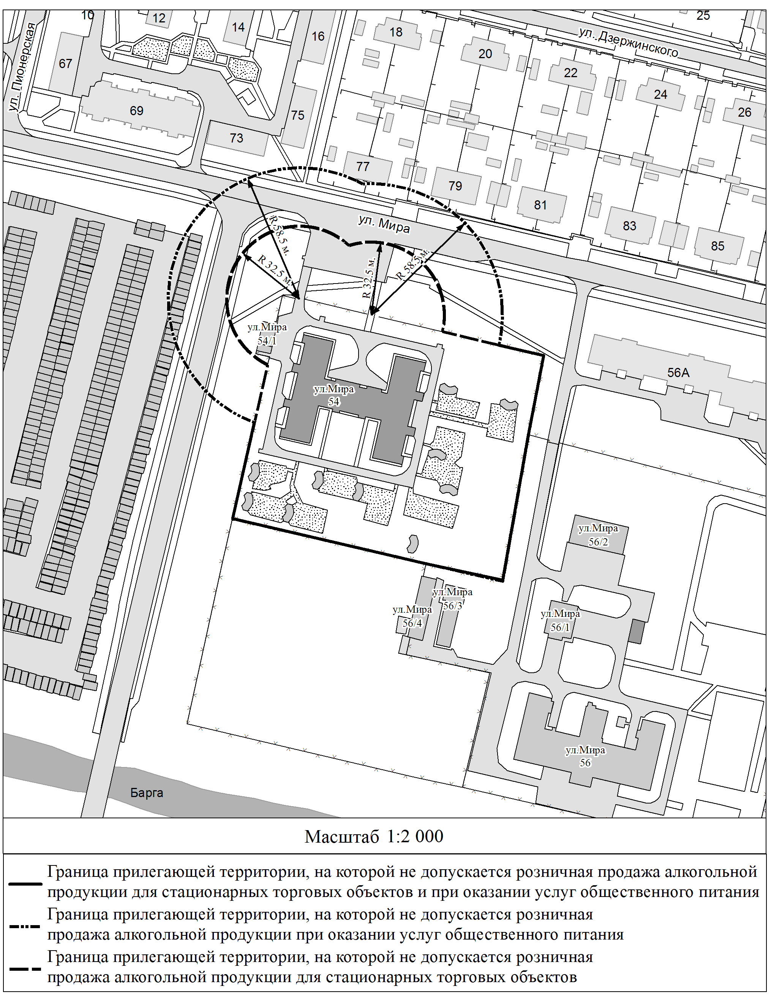 10
12
14
16
18
20
22
24
25
26
ул. Дзержинского
ул. Пионерская
67
69
73
75
77
79
81
83
85
ул. Мира
R 58.5 м.
R 32.5 м.
R 32.5 м.
R 58.5 м.
ул.Мира
54/1
ул.Мира
54
56А
ул.Мира
56/2
ул.Мира
56/3
ул.Мира
56/4
ул.Мира
56/1
ул.Мира
56
Барга
Масштаб 1:2 000
Граница прилегающей территории, на которой не допускается розничная продажа алкогольной
продукции для стационарных торговых объектов и при оказании услуг общественного питания
Граница прилегающей территории, на которой не допускается розничная
продажа алкогольной продукции при оказании услуг общественного питания
Граница прилегающей территории, на которой не допускается розничная
продажа алкогольной продукции для стационарных торговых объектов